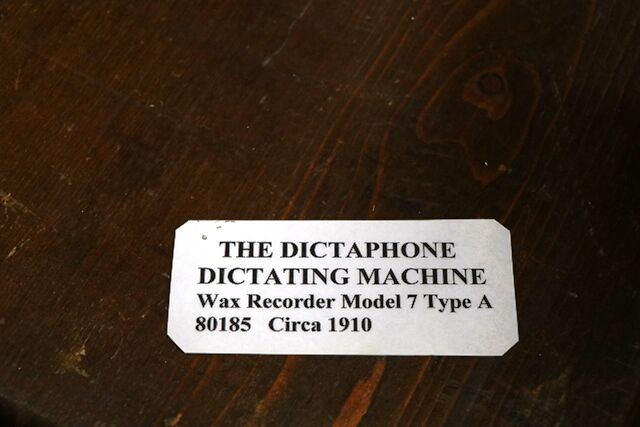 THE DICTAPHONE
DICTATING MACHINE
Wax Recorder Model 7 Type A
80185 Circa 1910